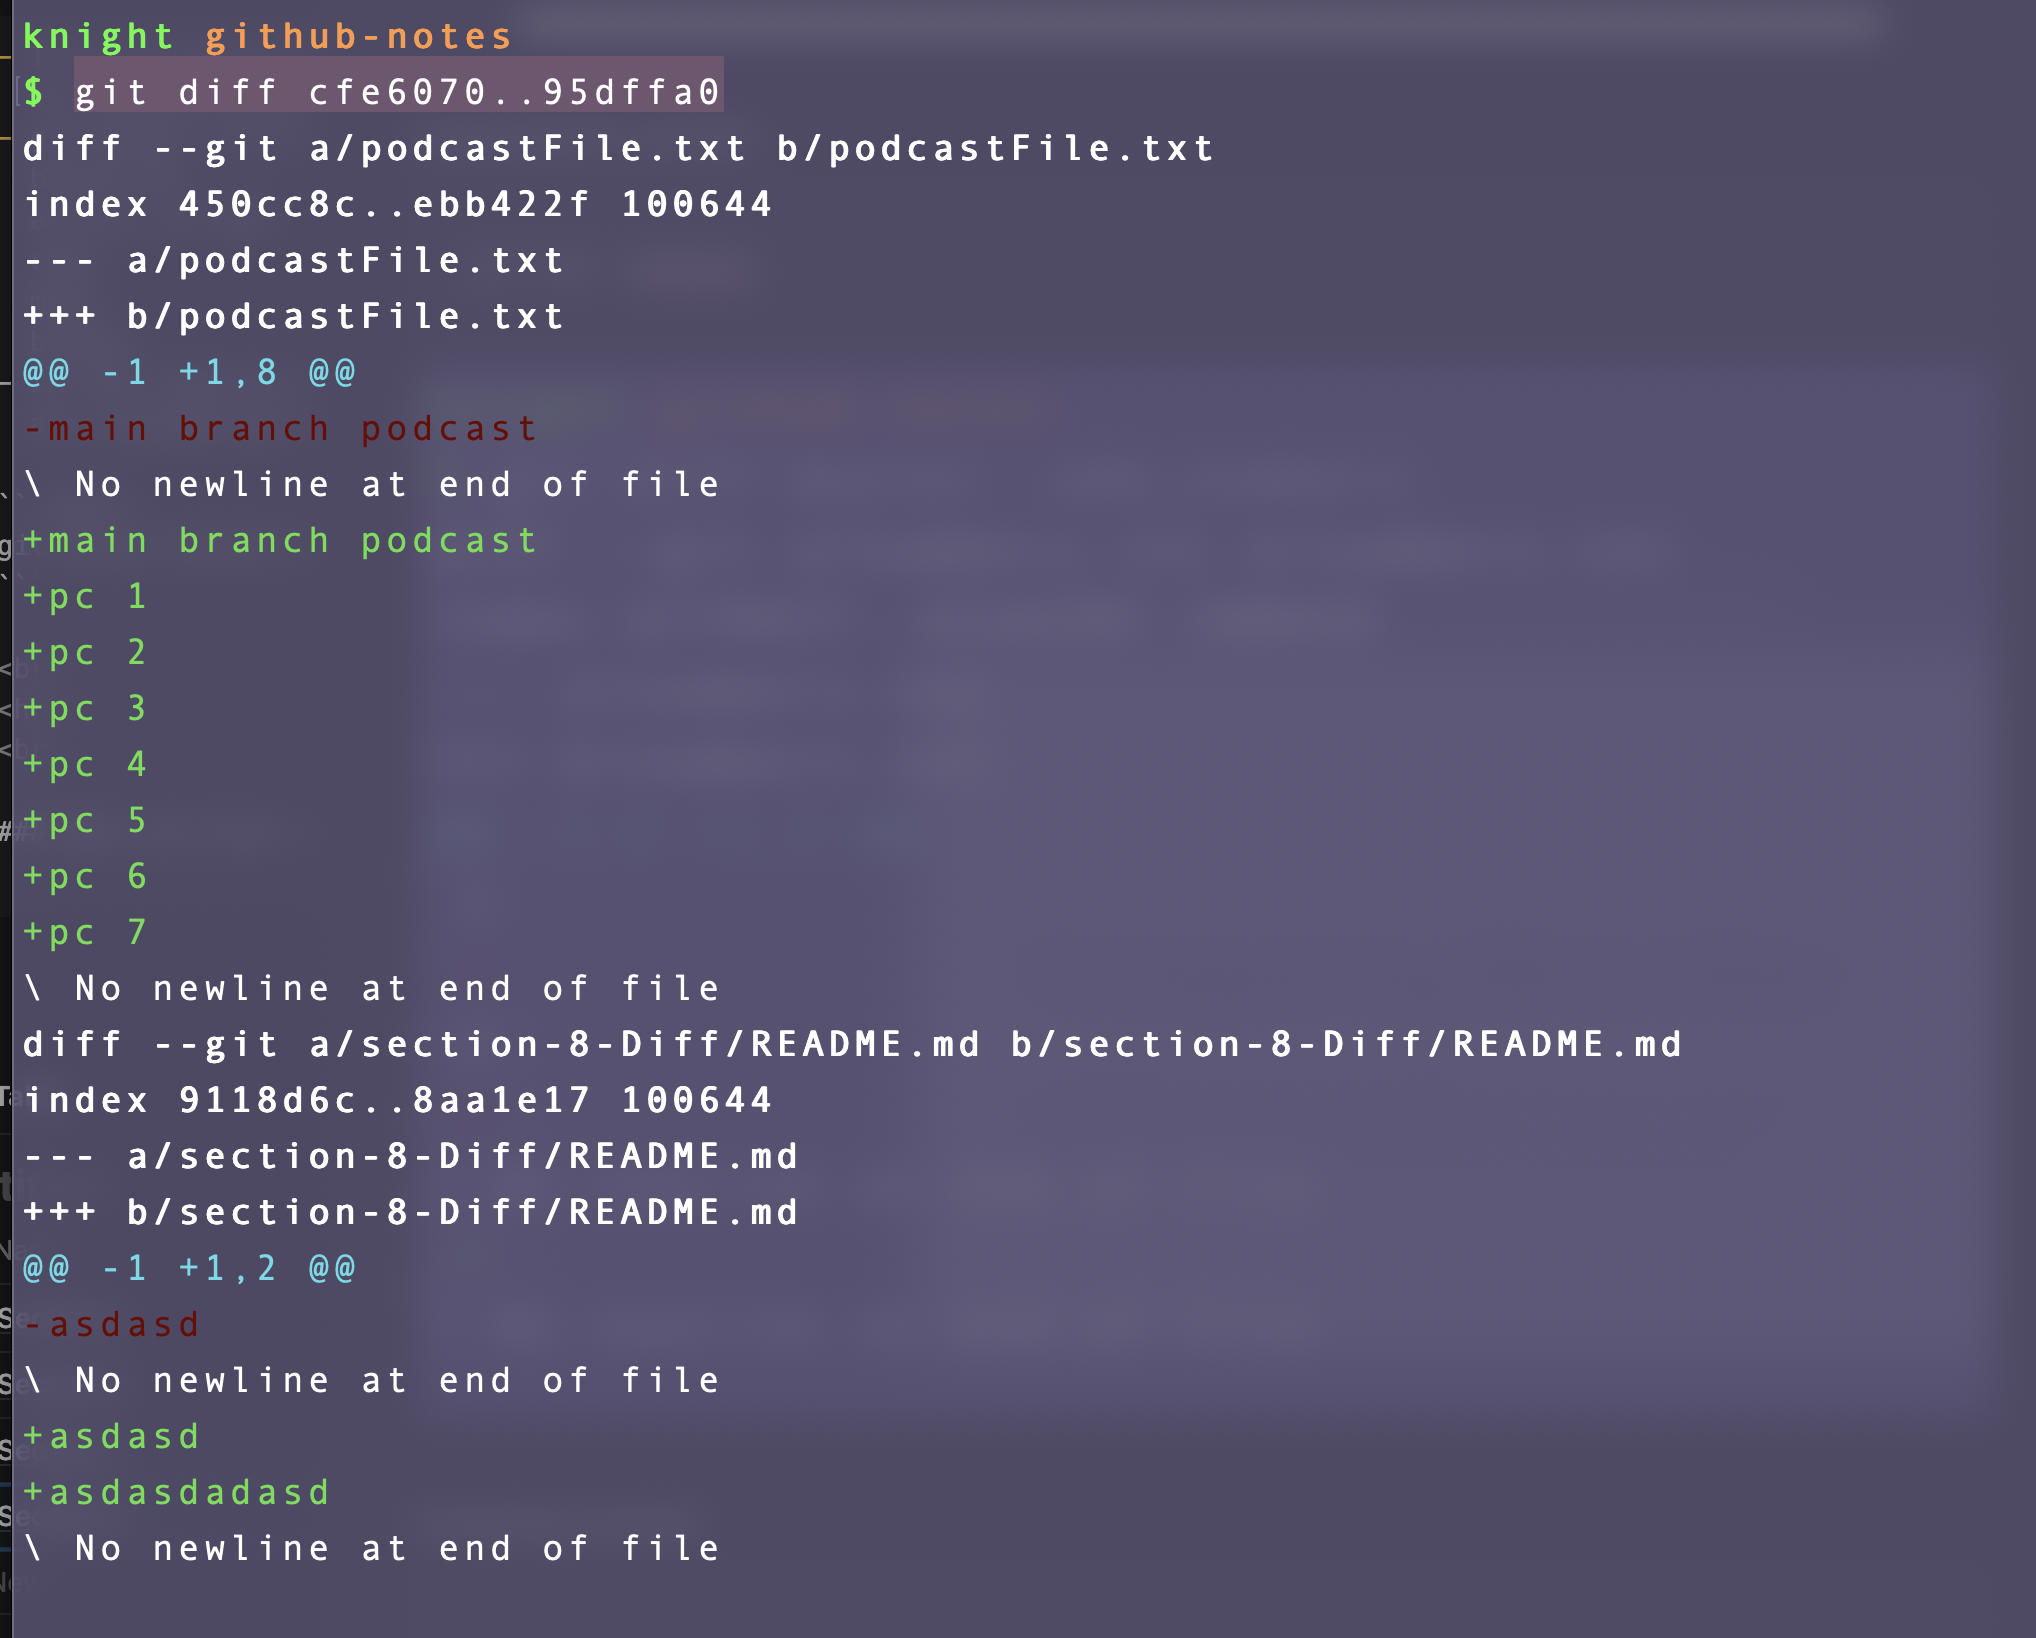 knight github-notes
$ git diff cfe6070..95dffa0
diff --git a/podcastFile.txt b/podcastFile.txt
index 450cc8c..ebb422f 100644
--- a/podcastFile.txt
+++ b/podcastFile.txt
@@ -1 +1,8 @@
-main branch podcast
\ No newline at end of file
+main branch podcast
+pc 1
+pc 2
+pc 3
+pc 4
+pc 5
+pc 6
+pc 7
\ No newline at end of file
diff --git a/section-8-Diff/README.md b/section-8-Diff/README.md
index 9118d6c..8aa1e17 100644
--- a/section-8-Diff/README.md
+++ b/section-8-Diff/README.md
@@ -1 +1,2 @@
-asdasd
\ No newline at end of file
+asdasd
+asdasdadasd
\ No newline at end of file